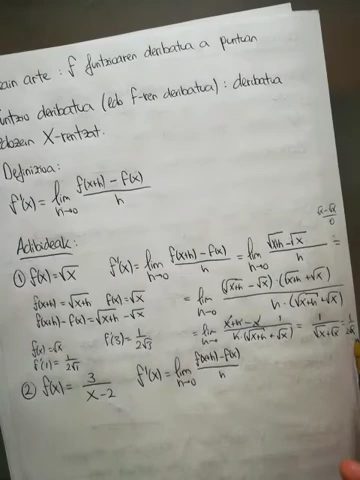 zain arte: f funtzioaren deribatua a puntuan
funtzio deribatua (edo f-ren deribatua): deribatua
edozein X-rentzat.
Definizioa:
f'(x) = lim h→0 f(x+h) - f(x) / h
Adibideak:
① f(x) = √x f'(x) = lim h→0 f(x+h) - f(x) / h = lim h→0 √x+h - √x / h =
√x-√x / 0
f(x+h) = √x+h f(x) = √x
= lim h→0 (√x+h - √x) · (√x+h + √x) / h · (√x+h + √x)
f(x+h) - f(x) = √x+h - √x
f(x) = √x f'(3) = 1 / 2√3
= lim h→0 x+h - x 1 / h · (√x+h + √x) = 1 / √x+√x = 1 / 2√x
f'(1) = 1 / 2√1
② f(x) = 3 / x-2 f'(x) = lim h→0 f(x+h) - f(x) / h